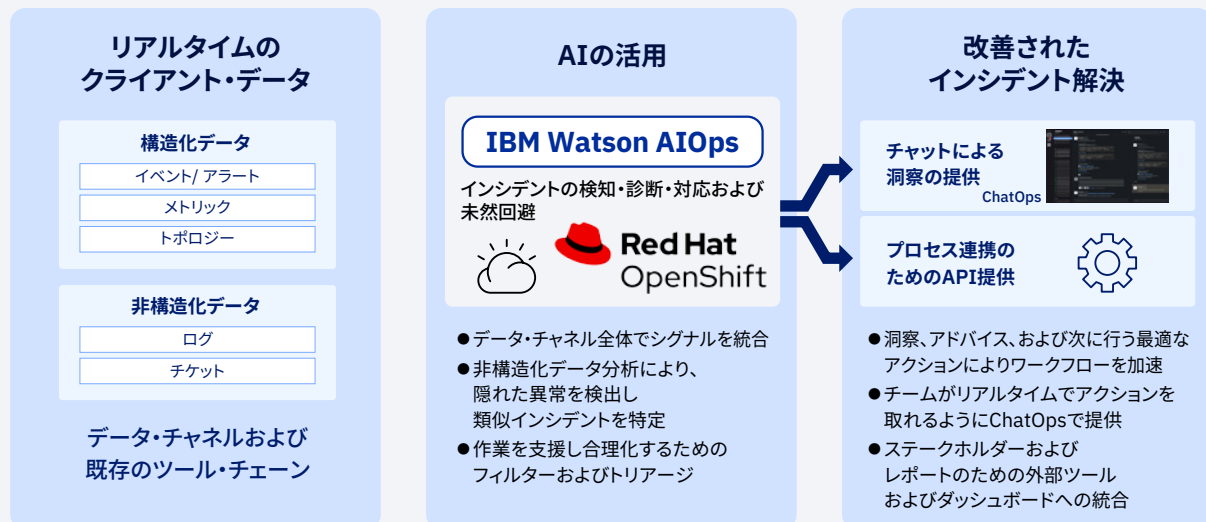 リアルタイムの
クライアント・データ
構造化データ
イベント/ アラート
メトリック
トポロジー
非構造化データ
ログ
チケット
データ・チャネルおよび
既存のツール・チェーン
AIの活用
IBM Watson AIOps
インシデントの検知・診断・対応および
未然回避
Red Hat
OpenShift
●データ・チャネル全体でシグナルを統合
●非構造化データ分析により、
隠れた異常を検出し
類似インシデントを特定
●作業を支援し合理化するための
フィルターおよびトリアージ
改善された
インシデント解決
チャットによる
洞察の提供
ChatOps
プロセス連携の
ためのAPI提供
●洞察、アドバイス、および次に行う最適な
アクションによりワークフローを加速
●チームがリアルタイムでアクションを
取れるようにChatOpsで提供
●ステークホルダーおよび
レポートのための外部ツール
およびダッシュボードへの統合